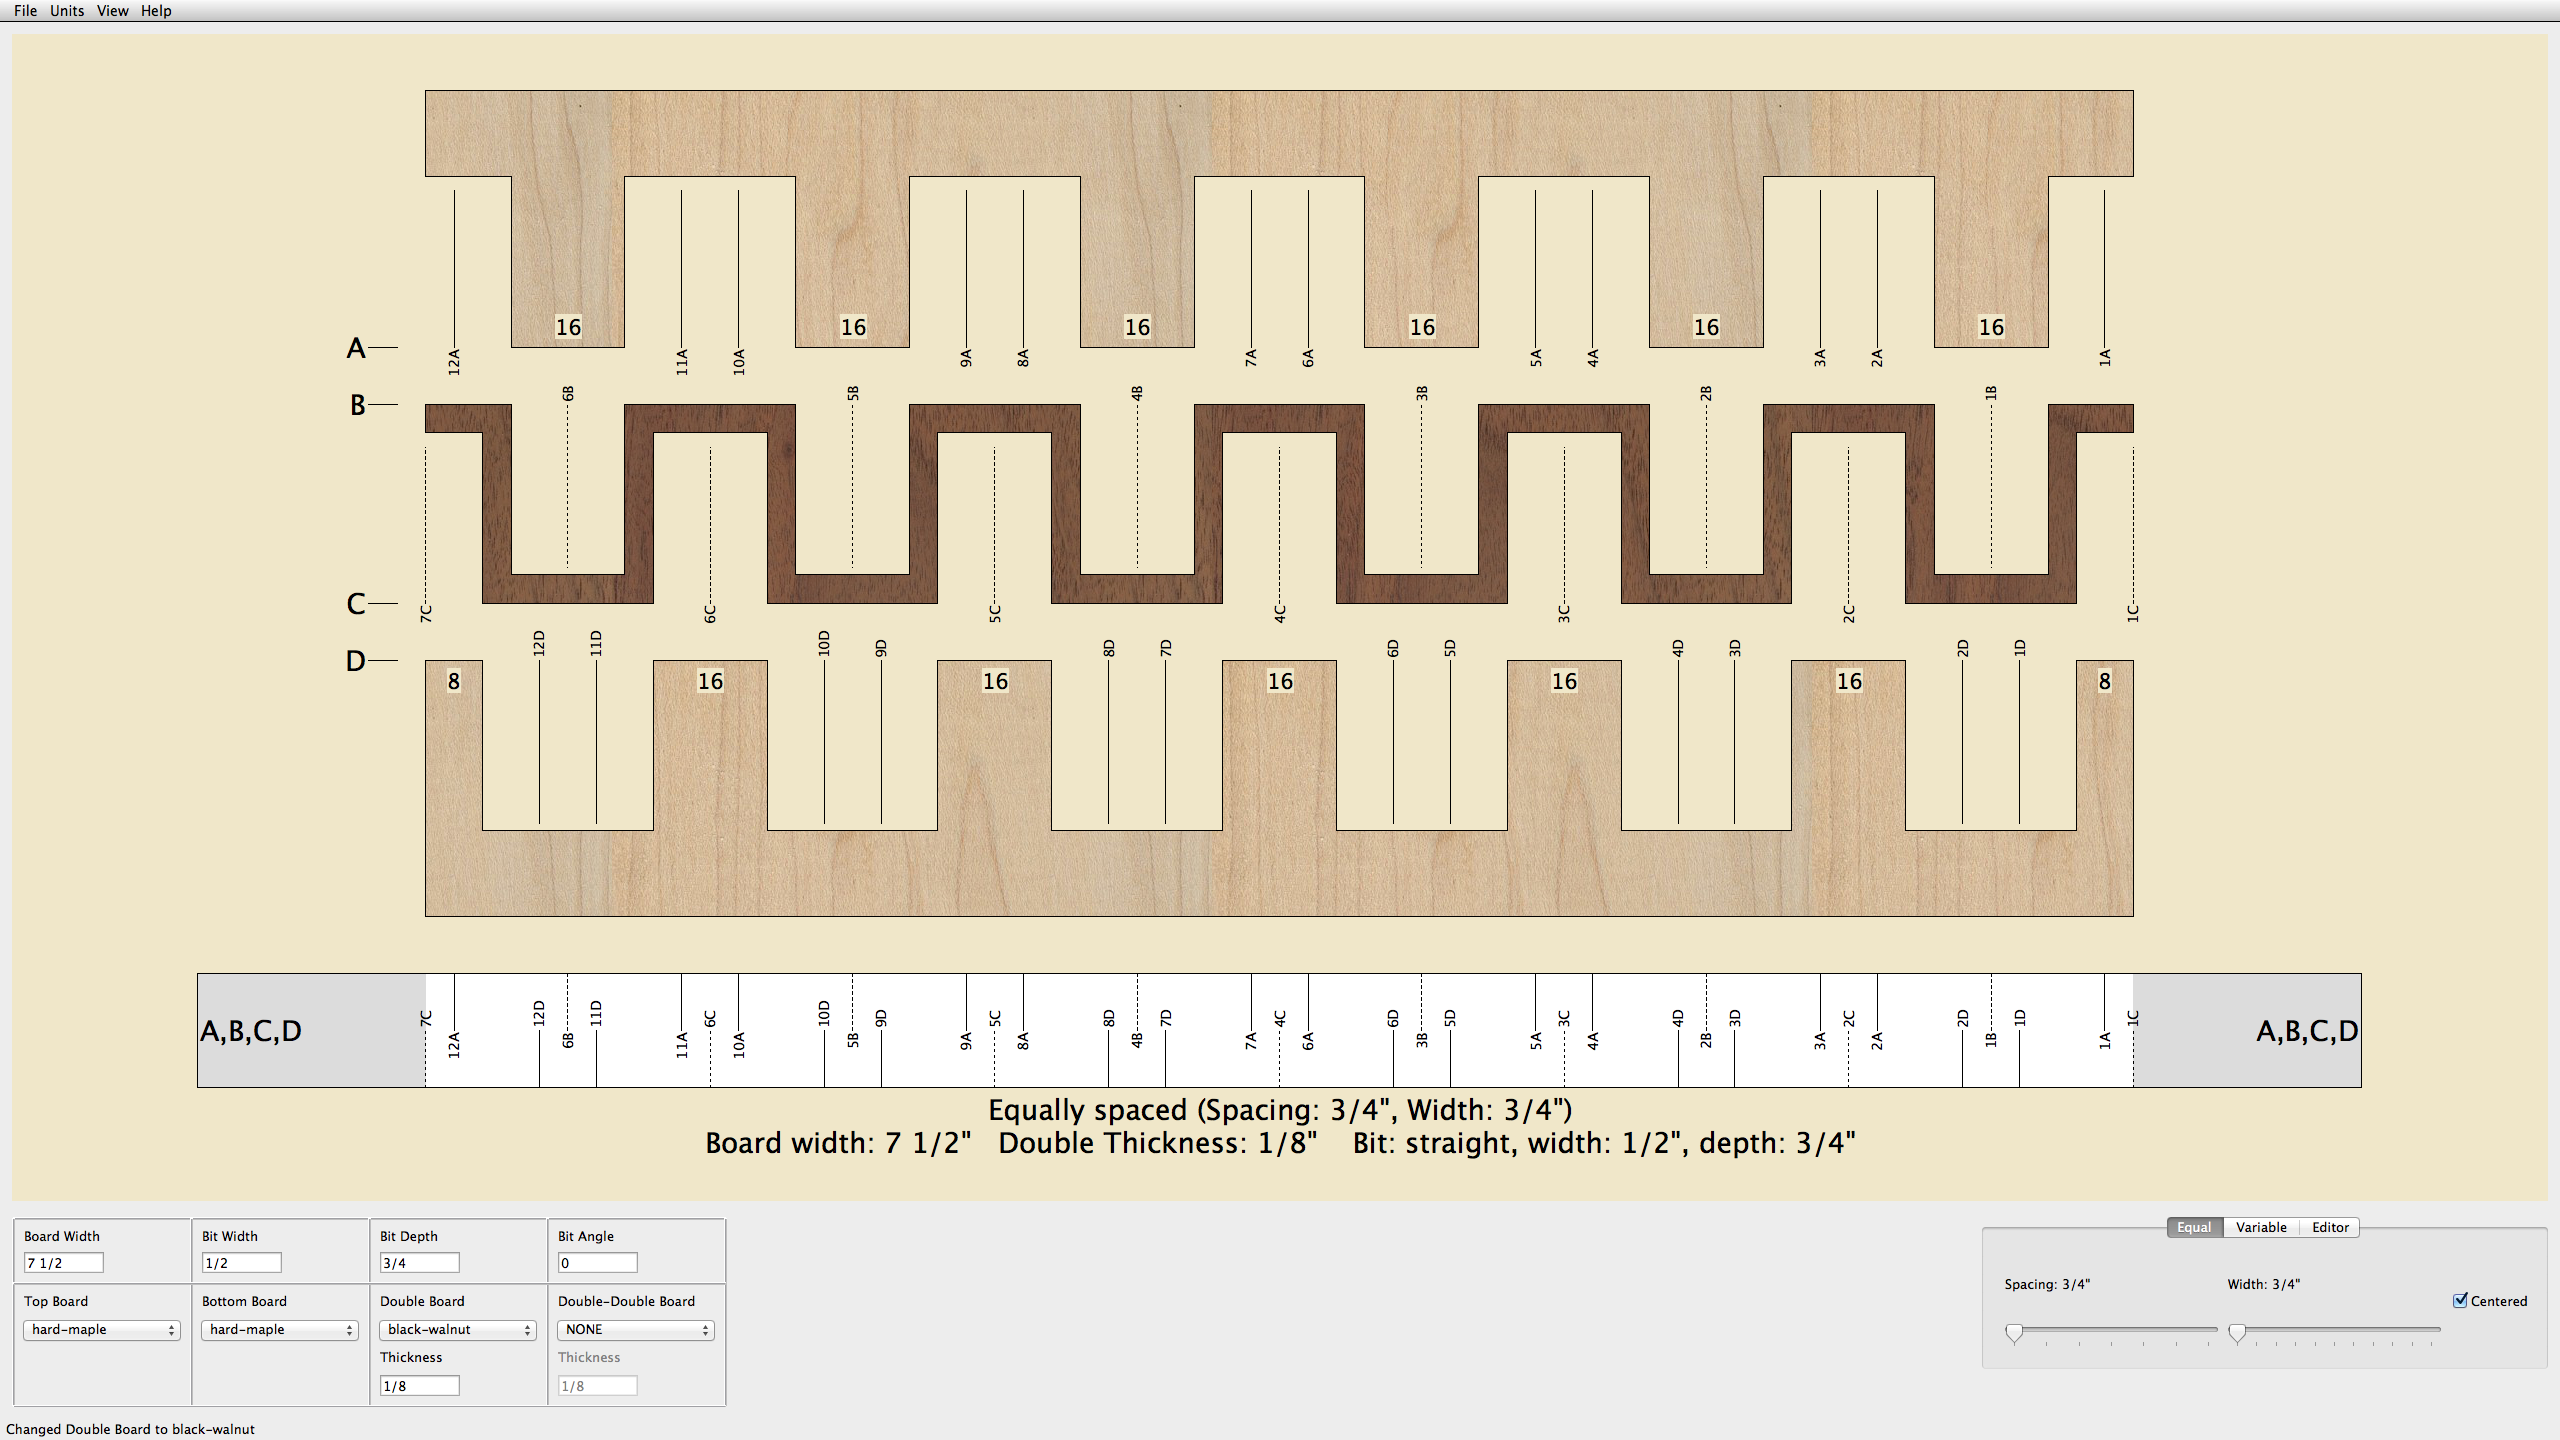 File Units View Help
16 16 16 16 16 16
A
12A 11A 10A 9A 8A 7A 6A 5A 4A 3A 2A 1A
6B 5B 4B 3B 2B 1B
B
C
7C 6C 5C 4C 3C 2C 1C
12D 11D 10D 9D 8D 7D 6D 5D 4D 3D 2D 1D
D
8 16 16 16 16 16 8
A,B,C,D 7C 12A 12D 6B 11D 11A 6C 10A 10D 5B 9D 9A 5C 8A 8D 4B 7D 7A 4C 6A 6D 3B 5D 5A 3C 4A 4D 2B 3D 3A 2C 2A 2D 1B 1D 1A 1C A,B,C,D
Equally spaced (Spacing: 3/4", Width: 3/4")
Board width: 7 1/2" Double Thickness: 1/8" Bit: straight, width: 1/2", depth: 3/4"
Equal Variable Editor
Board Width Bit Width Bit Depth Bit Angle
7 1/2 1/2 3/4 0
Spacing: 3/4" Width: 3/4"
Centered
Top Board Bottom Board Double Board Double-Double Board
hard-maple hard-maple black-walnut NONE
Thickness Thickness
1/8 1/8
Changed Double Board to black-walnut